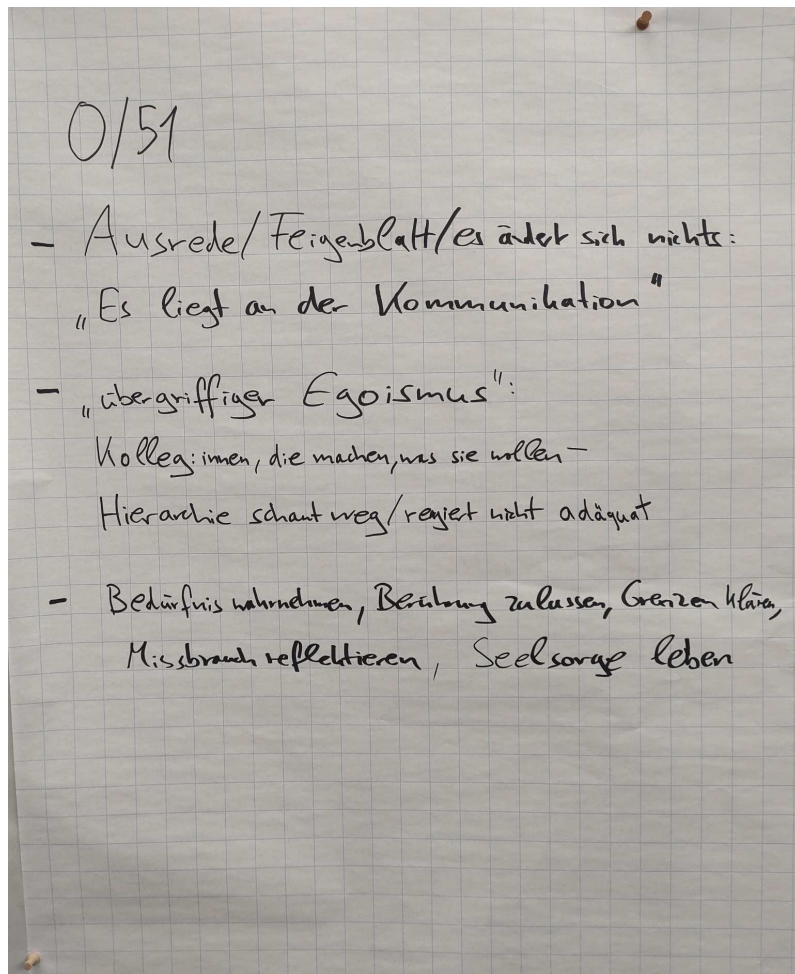 0/51
- Ausrede/Feigenblatt/es ändert sich nichts:
„Es liegt an der Kommunikation"
- „übergriffiger Egoismus":
Kolleg:innen, die machen, was sie wollen -
Hierarchie schaut weg/reagiert nicht adäquat
- Bedürfnis wahrnehmen, Berührung zulassen, Grenzen klären,
Missbrauch reflektieren, Seelsorge leben